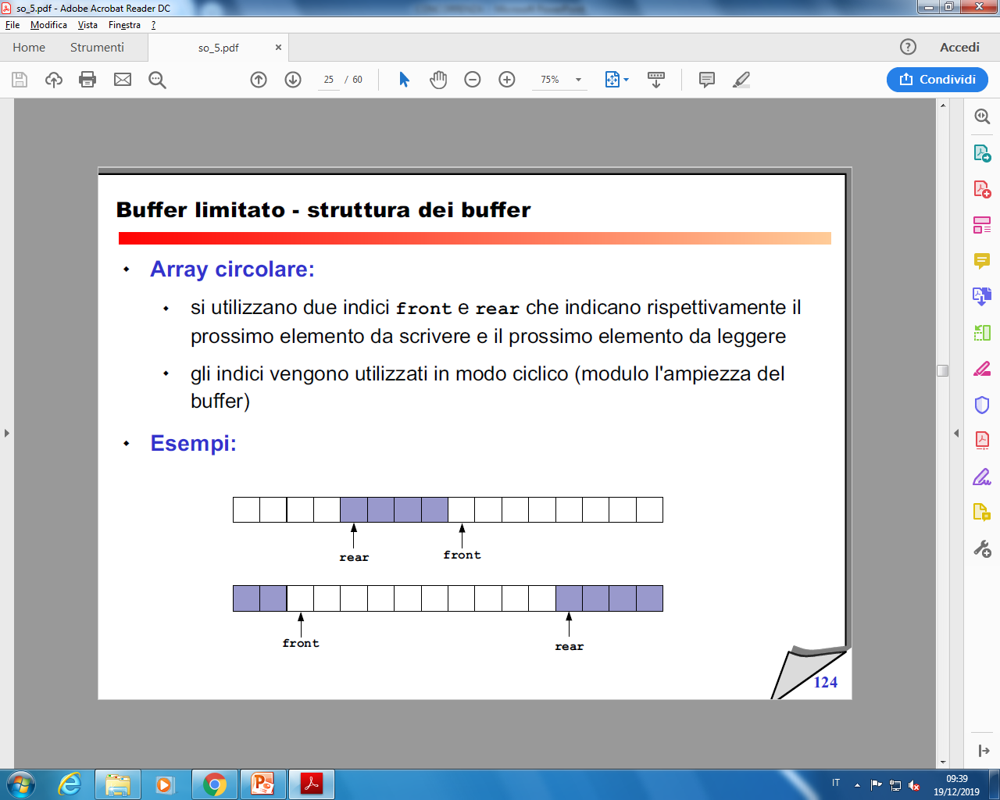 so_5.pdf - Adobe Acrobat Reader DC
File Modifica Vista Finestra ?
Home Strumenti so_5.pdf × ? Accedi
25 / 60 75% Condividi
Buffer limitato - struttura dei buffer
Array circolare:
si utilizzano due indici front e rear che indicano rispettivamente il
prossimo elemento da scrivere e il prossimo elemento da leggere
gli indici vengono utilizzati in modo ciclico (modulo l'ampiezza del
buffer)
Esempi:
rear front
front rear
124
IT 09:39
19/12/2019